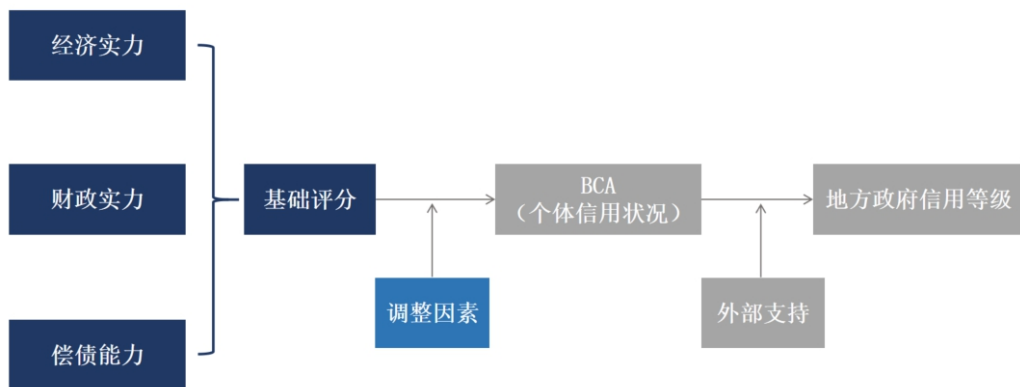 经济实力
财政实力
偿债能力
基础评分
调整因素
BCA
（个体信用状况）
外部支持
地方政府信用等级